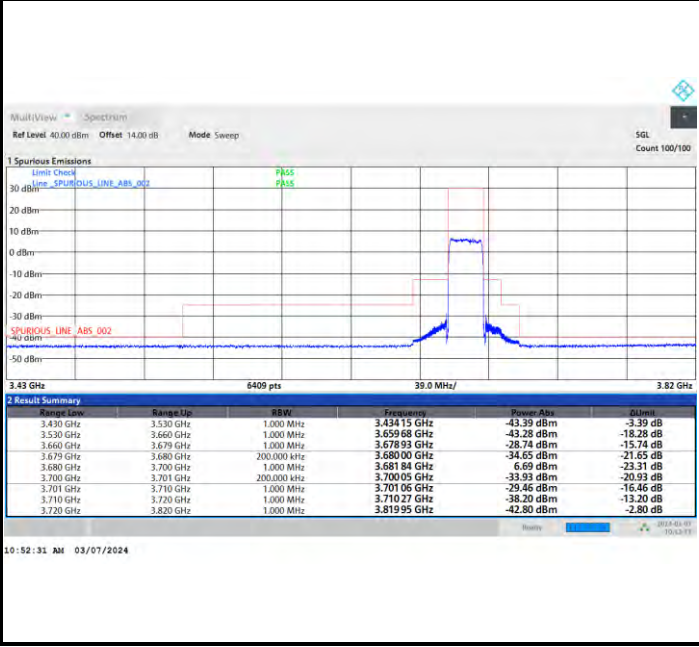 MultiView Spectrum
Ref Level 40.00 dBm Offset 14.00 dB Mode Sweep SGL
Count 100/100
1 Spurious Emissions
Limit Check PASS
Line _SPURIOUS_LINE_ABS_002 PASS
30 dBm
20 dBm
10 dBm
0 dBm
-10 dBm
-20 dBm
-30 dBm
SPURIOUS_LINE_ABS_002
-40 dBm
-50 dBm
3.43 GHz 6409 pts 39.0 MHz/ 3.82 GHz
2 Result Summary
Range Low Range Up RBW Frequency Power Abs ΔLimit
3.430 GHz 3.530 GHz 1.000 MHz 3.434 15 GHz -43.39 dBm -3.39 dB
3.530 GHz 3.660 GHz 1.000 MHz 3.659 68 GHz -43.28 dBm -18.28 dB
3.660 GHz 3.679 GHz 1.000 MHz 3.678 93 GHz -28.74 dBm -15.74 dB
3.679 GHz 3.680 GHz 200.000 kHz 3.680 00 GHz -34.65 dBm -21.65 dB
3.680 GHz 3.700 GHz 1.000 MHz 3.681 84 GHz 6.69 dBm -23.31 dB
3.700 GHz 3.701 GHz 200.000 kHz 3.700 05 GHz -33.93 dBm -20.93 dB
3.701 GHz 3.710 GHz 1.000 MHz 3.701 06 GHz -29.46 dBm -16.46 dB
3.710 GHz 3.720 GHz 1.000 MHz 3.710 27 GHz -38.20 dBm -13.20 dB
3.720 GHz 3.820 GHz 1.000 MHz 3.819 95 GHz -42.80 dBm -2.80 dB
Ready
10:52:31 AM 03/07/2024